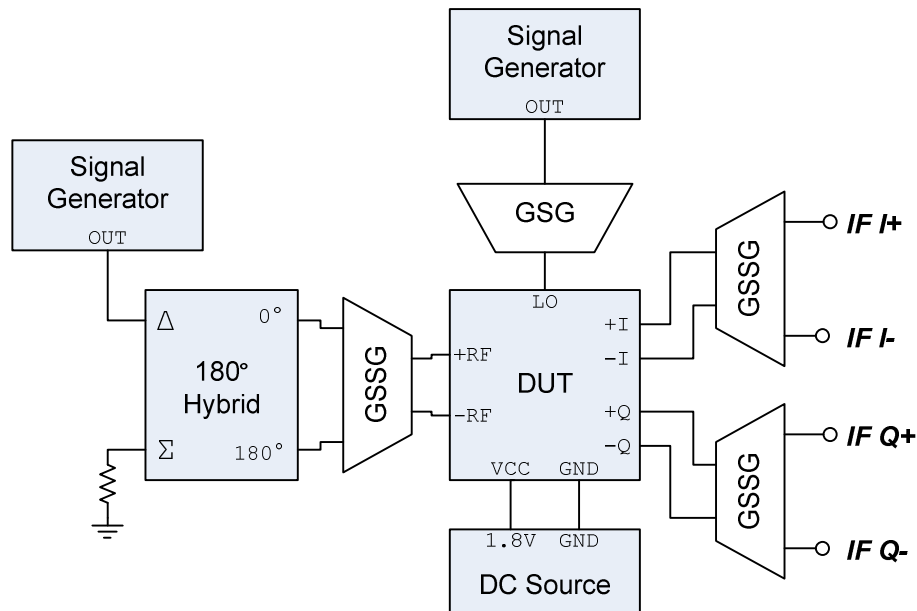 Signal
Generator
OUT
Signal
Generator
OUT
GSG
GSSG
IF I+
IF I-
LO
Δ
0°
180°
Hybrid
Σ
180°
GSSG
+RF
-RF
DUT
+I
-I
+Q
-Q
VCC
GND
GSSG
IF Q+
IF Q-
1.8V
GND
DC Source